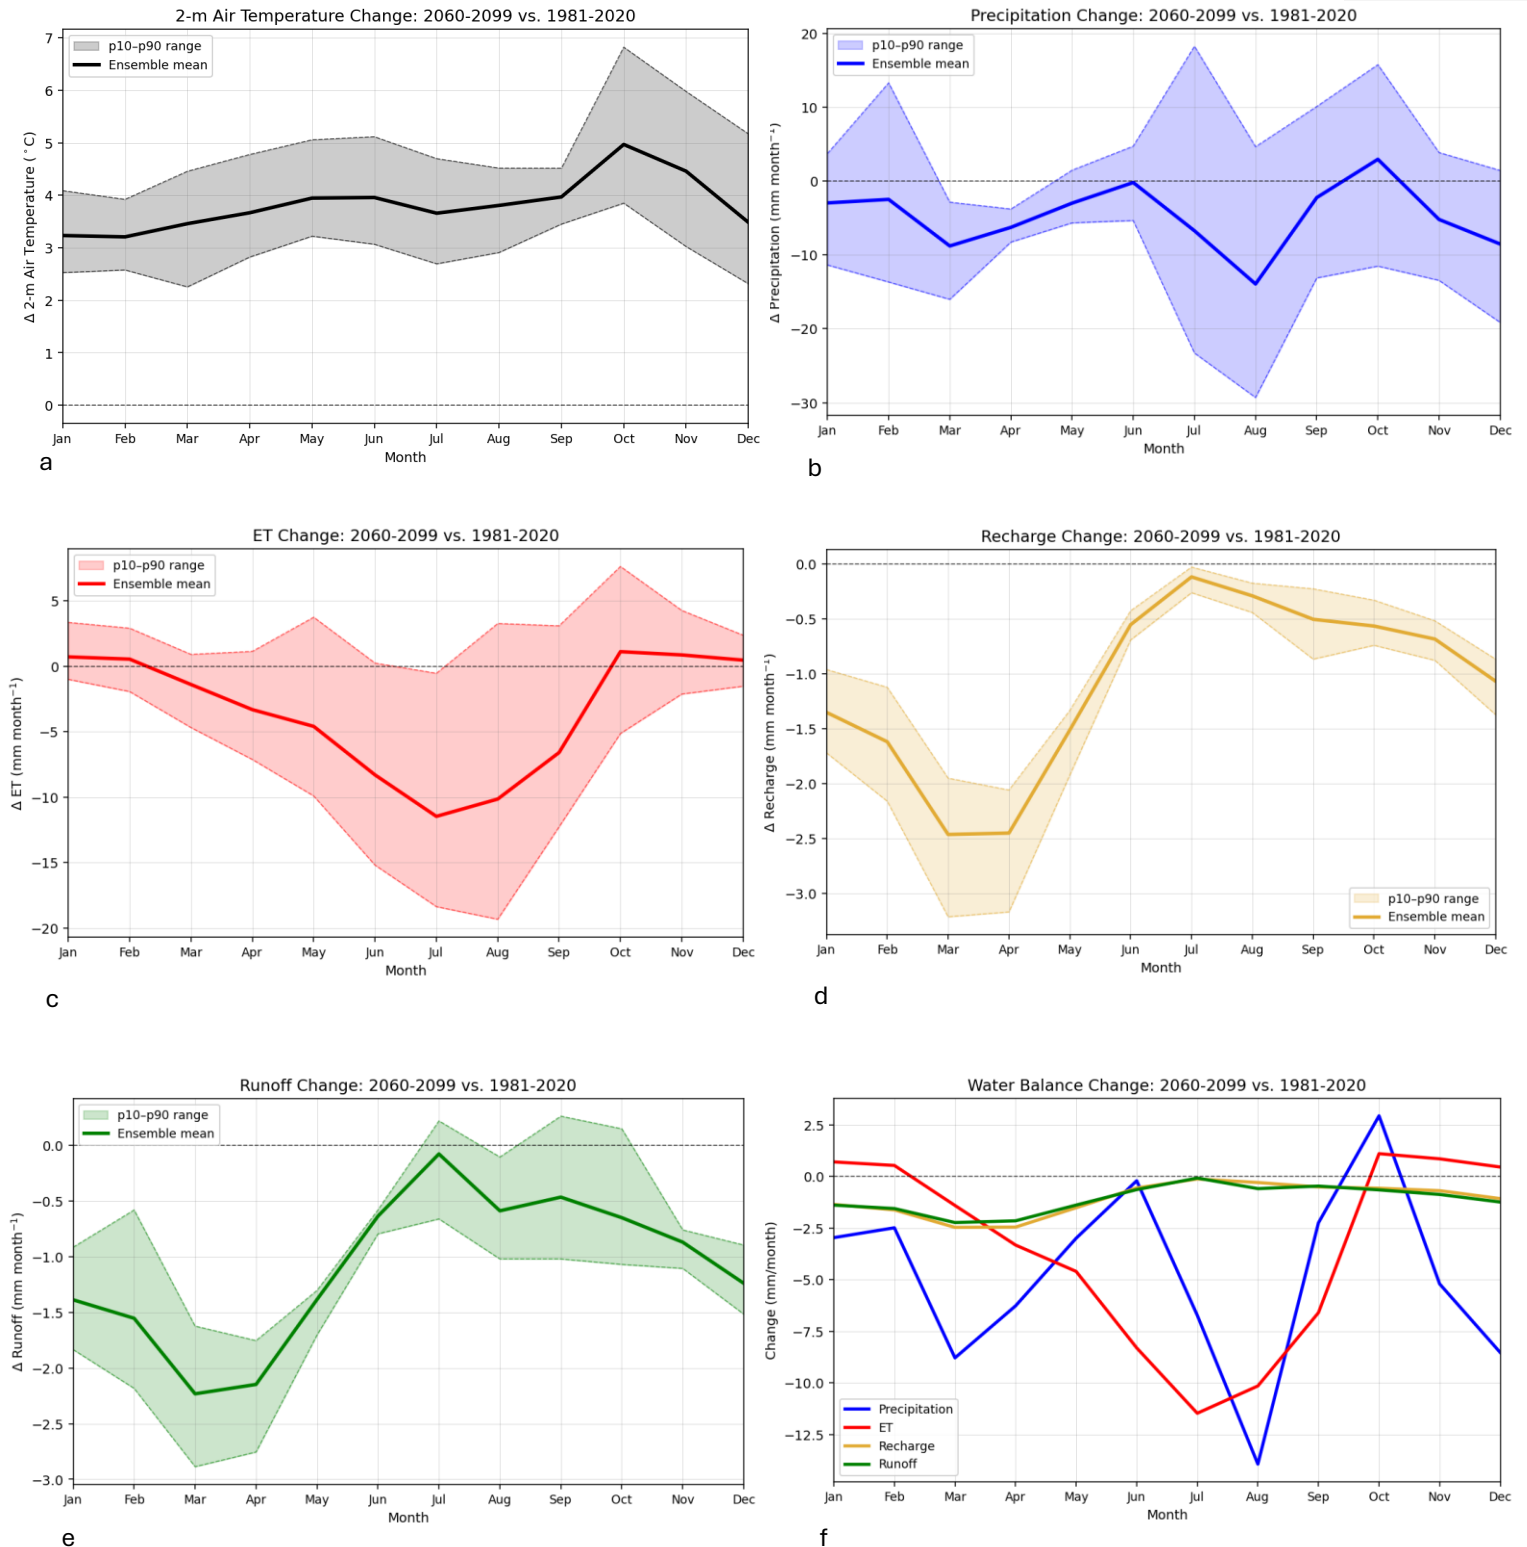 2-m Air Temperature Change: 2060-2099 vs. 1981-2020
p10–p90 range
Ensemble mean
Δ 2-m Air Temperature (°C)
7
6
5
4
3
2
1
0
Jan Feb Mar Apr May Jun Jul Aug Sep Oct Nov Dec
Month
a
Precipitation Change: 2060-2099 vs. 1981-2020
p10–p90 range
Ensemble mean
Δ Precipitation (mm month⁻¹)
20
10
0
−10
−20
−30
Jan Feb Mar Apr May Jun Jul Aug Sep Oct Nov Dec
Month
b
ET Change: 2060-2099 vs. 1981-2020
p10–p90 range
Ensemble mean
Δ ET (mm month⁻¹)
5
0
−5
−10
−15
−20
Jan Feb Mar Apr May Jun Jul Aug Sep Oct Nov Dec
Month
c
Recharge Change: 2060-2099 vs. 1981-2020
Δ Recharge (mm month⁻¹)
0.0
−0.5
−1.0
−1.5
−2.0
−2.5
−3.0
p10–p90 range
Ensemble mean
Jan Feb Mar Apr May Jun Jul Aug Sep Oct Nov Dec
Month
d
Runoff Change: 2060-2099 vs. 1981-2020
p10–p90 range
Ensemble mean
Δ Runoff (mm month⁻¹)
0.0
−0.5
−1.0
−1.5
−2.0
−2.5
−3.0
Jan Feb Mar Apr May Jun Jul Aug Sep Oct Nov Dec
Month
e
Water Balance Change: 2060-2099 vs. 1981-2020
Change (mm/month)
2.5
0.0
−2.5
−5.0
−7.5
−10.0
−12.5
Precipitation
ET
Recharge
Runoff
Jan Feb Mar Apr May Jun Jul Aug Sep Oct Nov Dec
Month
f